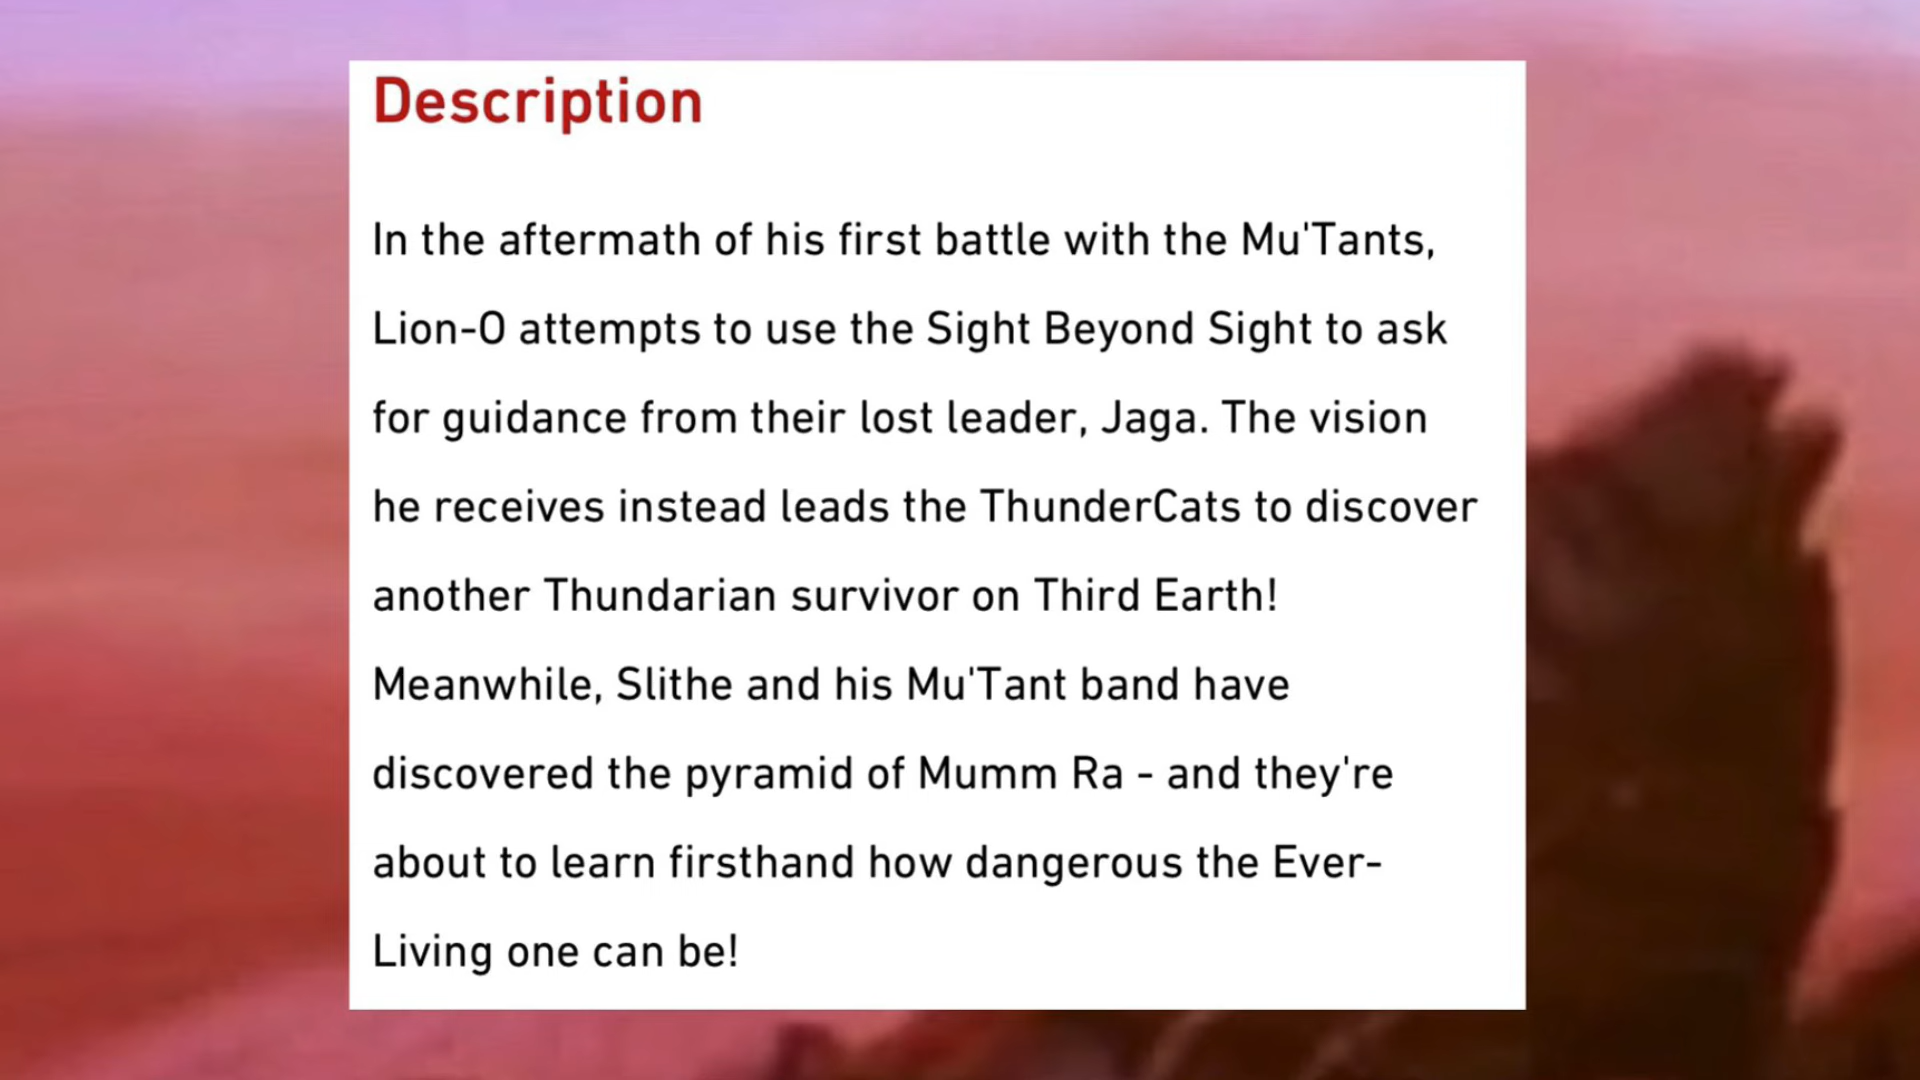 Description
In the aftermath of his first battle with the Mu'Tants,
Lion-O attempts to use the Sight Beyond Sight to ask
for guidance from their lost leader, Jaga. The vision
he receives instead leads the ThunderCats to discover
another Thundarian survivor on Third Earth!
Meanwhile, Slithe and his Mu'Tant band have
discovered the pyramid of Mumm Ra - and they're
about to learn firsthand how dangerous the Ever-
Living one can be!